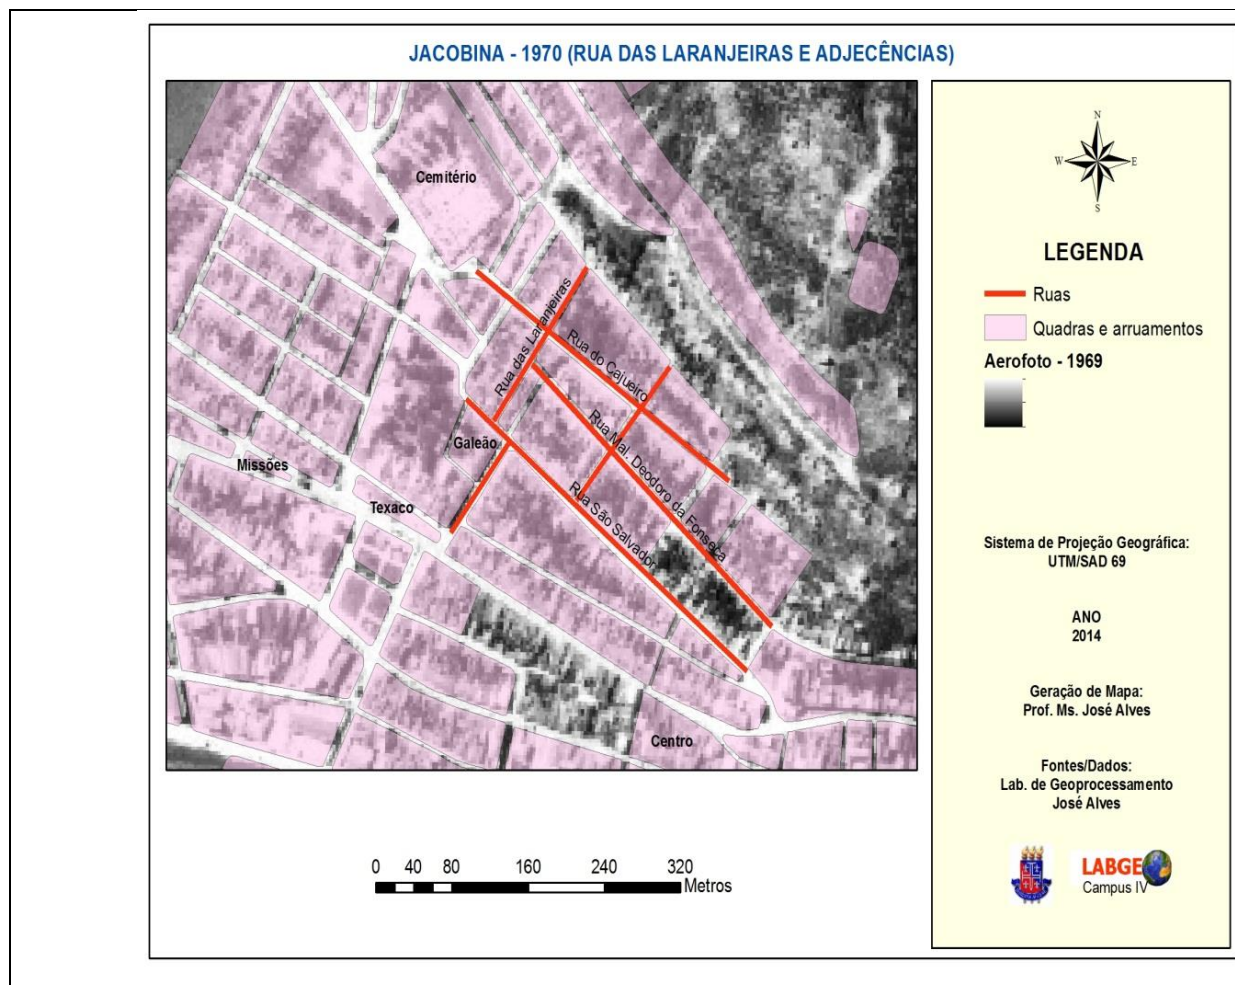 JACOBINA - 1970 (RUA DAS LARANJEIRAS E ADJECÊNCIAS)
Cemitério
Rua das Laranjeiras
Rua do Cajueiro
Rua Mal. Deodoro da Fonseca
Galeão
Missões
Rua São Salvador
Texaco
Centro
0 40 80 160 240 320
Metros
N
W E
S
LEGENDA
Ruas
Quadras e arruamentos
Aerofoto - 1969
Sistema de Projeção Geográfica:
UTM/SAD 69
ANO
2014
Geração de Mapa:
Prof. Ms. José Alves
Fontes/Dados:
Lab. de Geoprocessamento
José Alves
LABGE
Campus IV